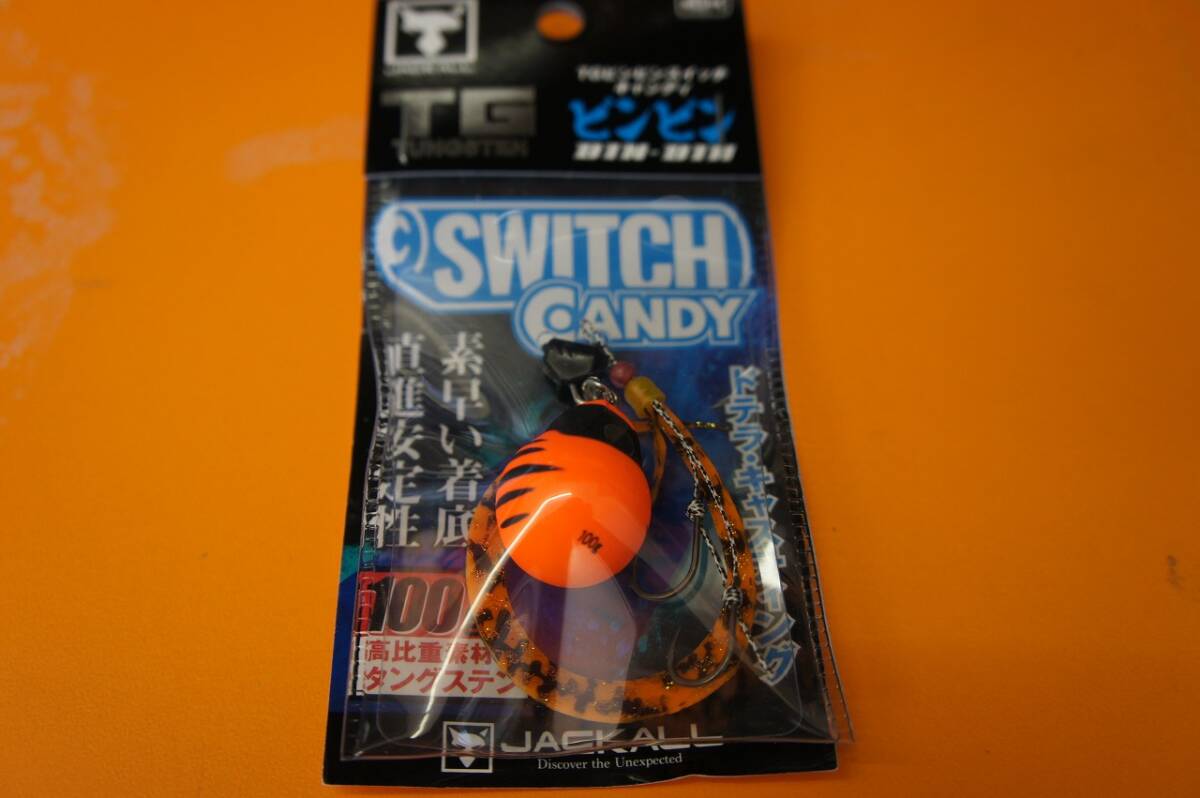 JACKALL
TG
TUNGSTEN
TGビンビンスイッチ
キャンディ
ビンビン
BIN-BIN
SWITCH
CANDY
素早い着底
直進安定性
ドテラ・キャスティング
100g
100
高比重素材
タングステン
JACKALL
Discover the Unexpected